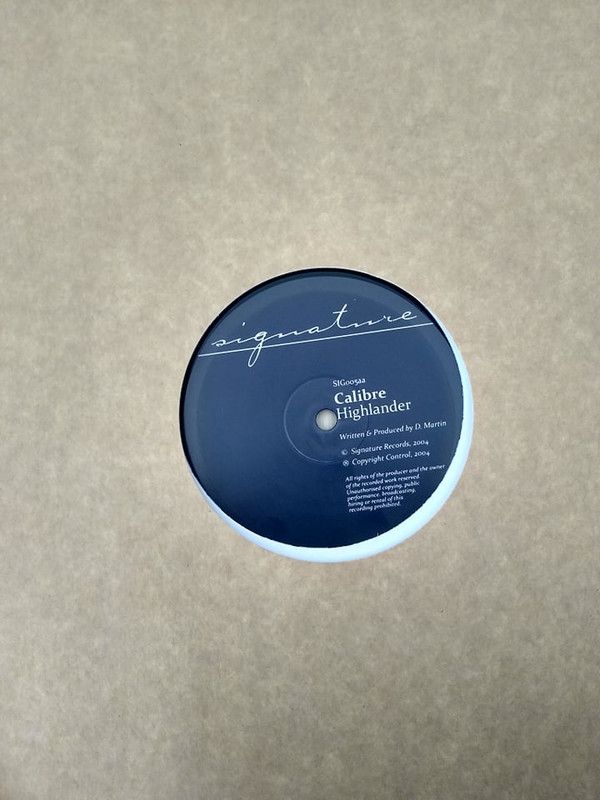 signature
SIG005aa
Calibre
Highlander
Written & Produced by D. Martin
© Signature Records, 2004
℗ Copyright Control, 2004
All rights of the producer and the owner
of the recorded work reserved.
Unauthorised copying, public
performance, broadcasting,
hiring or rental of this
recording prohibited.